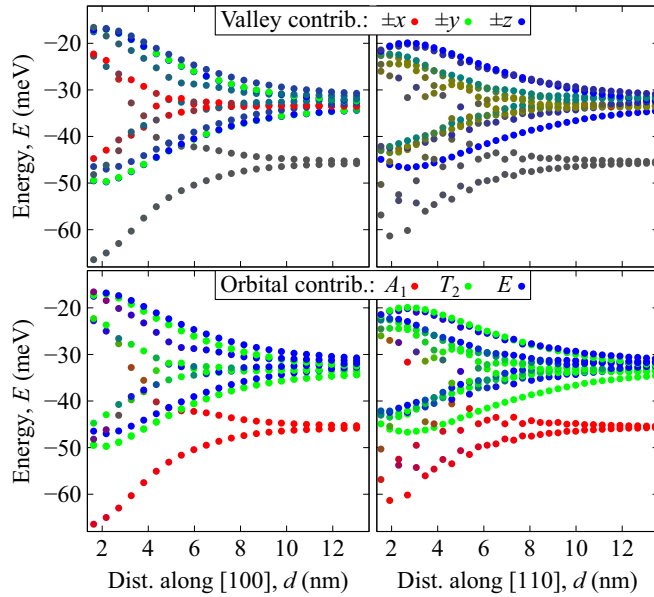 Valley contrib.: ±x ±y ±z
−20
−30
−40
−50
−60
Energy, E (meV)
Orbital contrib.: A1 T2 E
−20
−30
−40
−50
−60
Energy, E (meV)
2 4 6 8 10 12
2 4 6 8 10 12
Dist. along [100], d (nm)
Dist. along [110], d (nm)